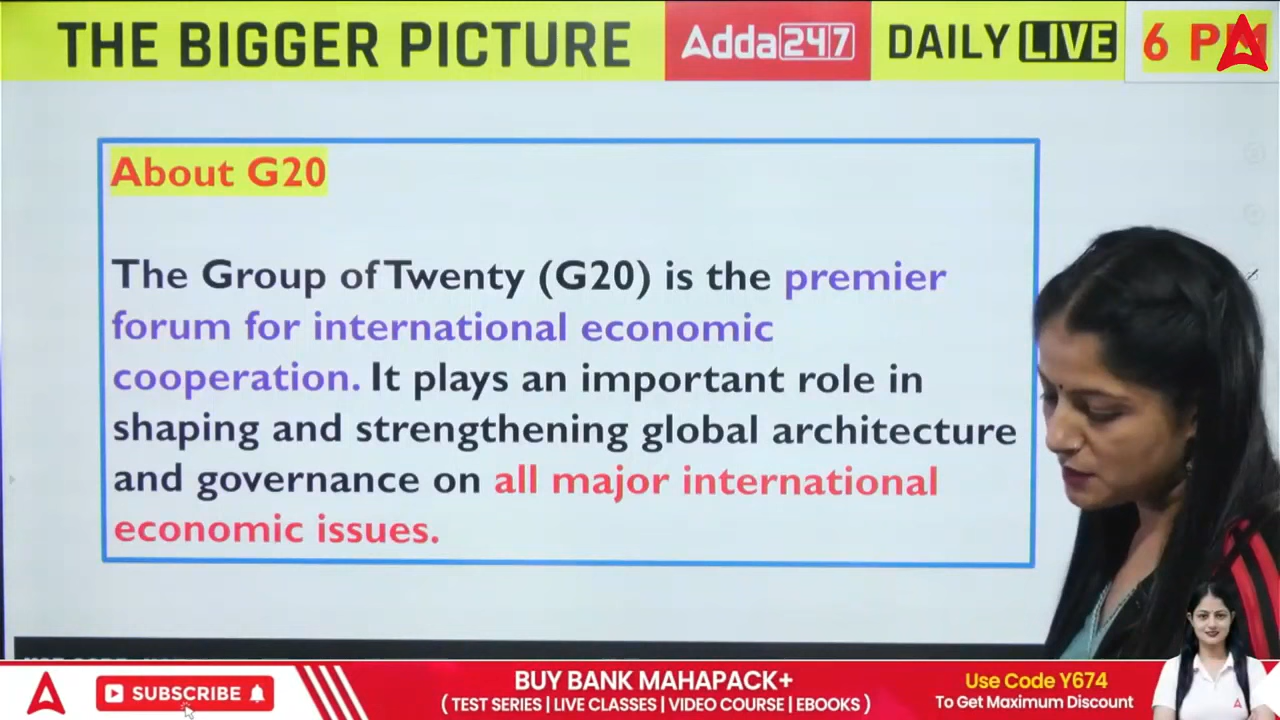 THE BIGGER PICTURE
Adda247
DAILY LIVE
6 P
About G20
The Group of Twenty (G20) is the premier
forum for international economic
cooperation. It plays an important role in
shaping and strengthening global architecture
and governance on all major international
economic issues.
SUBSCRIBE
BUY BANK MAHAPACK+
( TEST SERIES | LIVE CLASSES | VIDEO COURSE | EBOOKS )
Use Code Y674
To Get Maximum Discount